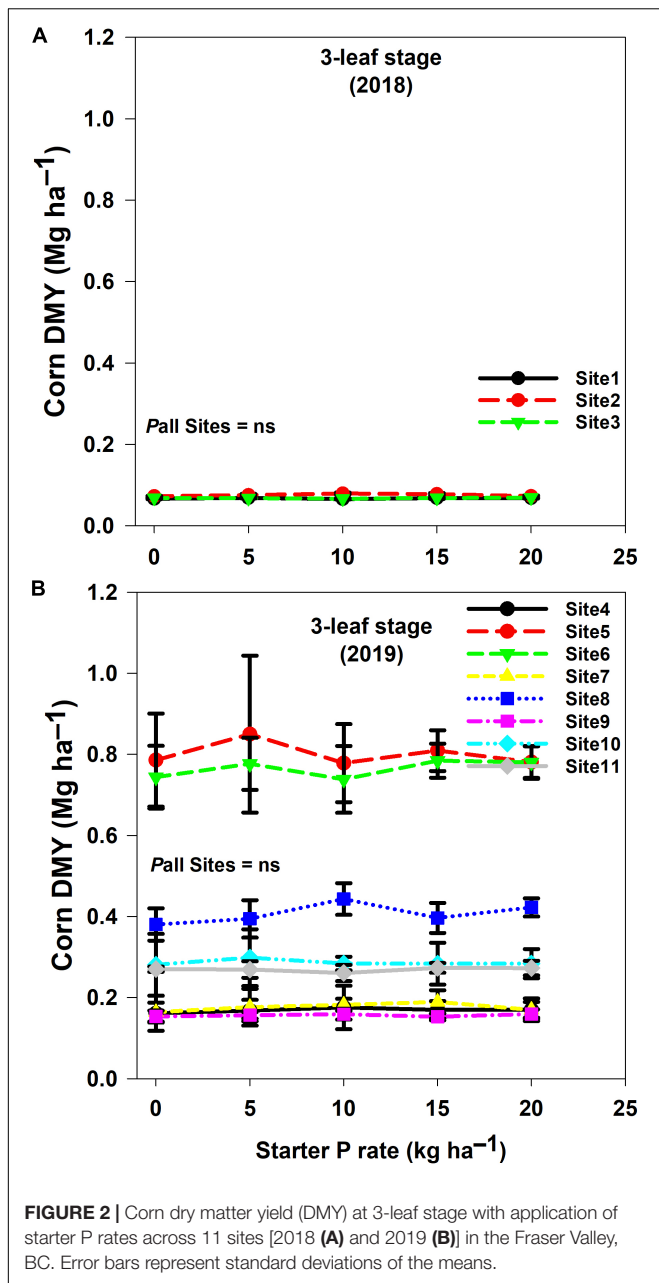 A
3-leaf stage
(2018)
Corn DMY (Mg ha−1)
1.2
1.0
0.8
0.6
0.4
0.2
0.0
Site1
Site2
Site3
Pall Sites = ns
0 5 10 15 20 25
B
3-leaf stage
(2019)
Corn DMY (Mg ha−1)
1.2
1.0
0.8
0.6
0.4
0.2
0.0
Site4
Site5
Site6
Site7
Site8
Site9
Site10
Site11
Pall Sites = ns
0 5 10 15 20 25
Starter P rate (kg ha−1)
FIGURE 2 | Corn dry matter yield (DMY) at 3-leaf stage with application of
starter P rates across 11 sites [2018 (A) and 2019 (B)] in the Fraser Valley,
BC. Error bars represent standard deviations of the means.